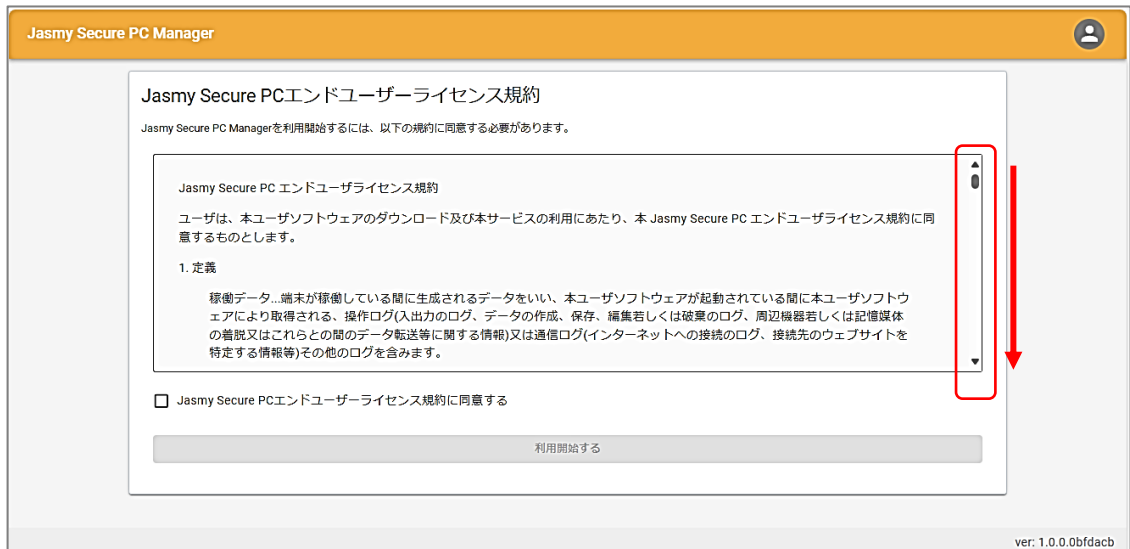 Jasmy Secure PC Manager
Jasmy Secure PCエンドユーザーライセンス規約
Jasmy Secure PC Managerを利用開始するには、以下の規約に同意する必要があります。
Jasmy Secure PC エンドユーザライセンス規約
ユーザは、本ユーザソフトウェアのダウンロード及び本サービスの利用にあたり、本 Jasmy Secure PC エンドユーザライセンス規約に同
意するものとします。
1. 定義
稼働データ...端末が稼働している間に生成されるデータをいい、本ユーザソフトウェアが起動されている間に本ユーザソフトウ
ェアにより取得される、操作ログ(入出力のログ、データの作成、保存、編集若しくは破棄のログ、周辺機器若しくは記憶媒体
の着脱又はこれらとの間のデータ転送等に関する情報)又は通信ログ(インターネットへの接続のログ、接続先のウェブサイトを
特定する情報等)その他のログを含みます。
Jasmy Secure PCエンドユーザーライセンス規約に同意する
利用開始する
ver: 1.0.0.0bfdacb